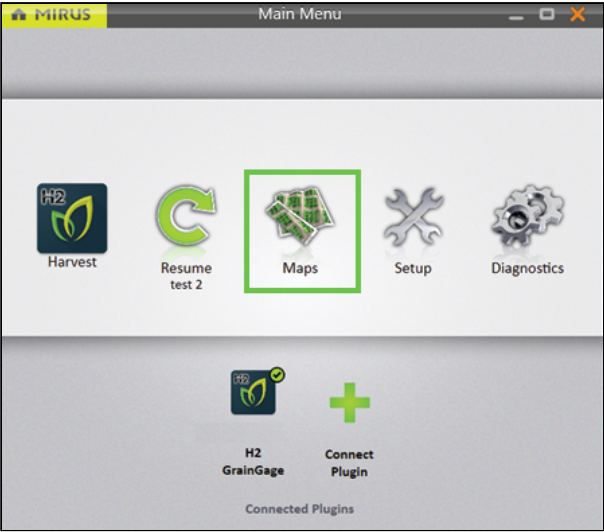 MIRUS
Main Menu
H2
Harvest
Resume
test 2
Maps
Setup
Diagnostics
H2
H2
GrainGage
Connect
Plugin
Connected Plugins